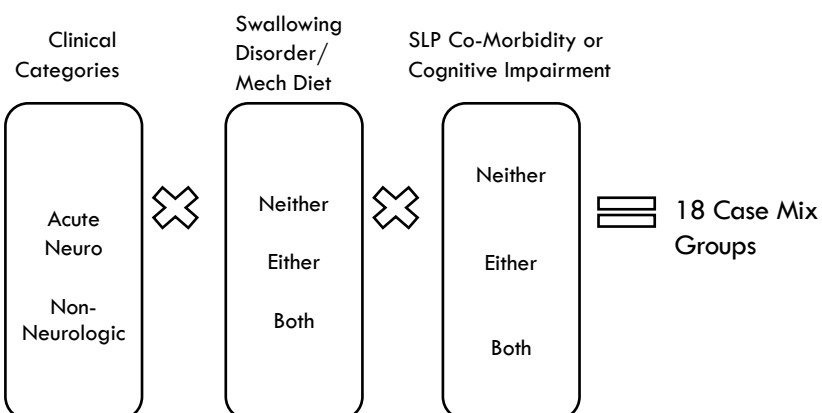 Clinical
Categories
Swallowing
Disorder/
Mech Diet
SLP Co-Morbidity or
Cognitive Impairment
Acute
Neuro
Non-
Neurologic
Neither
Either
Both
Neither
Either
Both
18 Case Mix
Groups